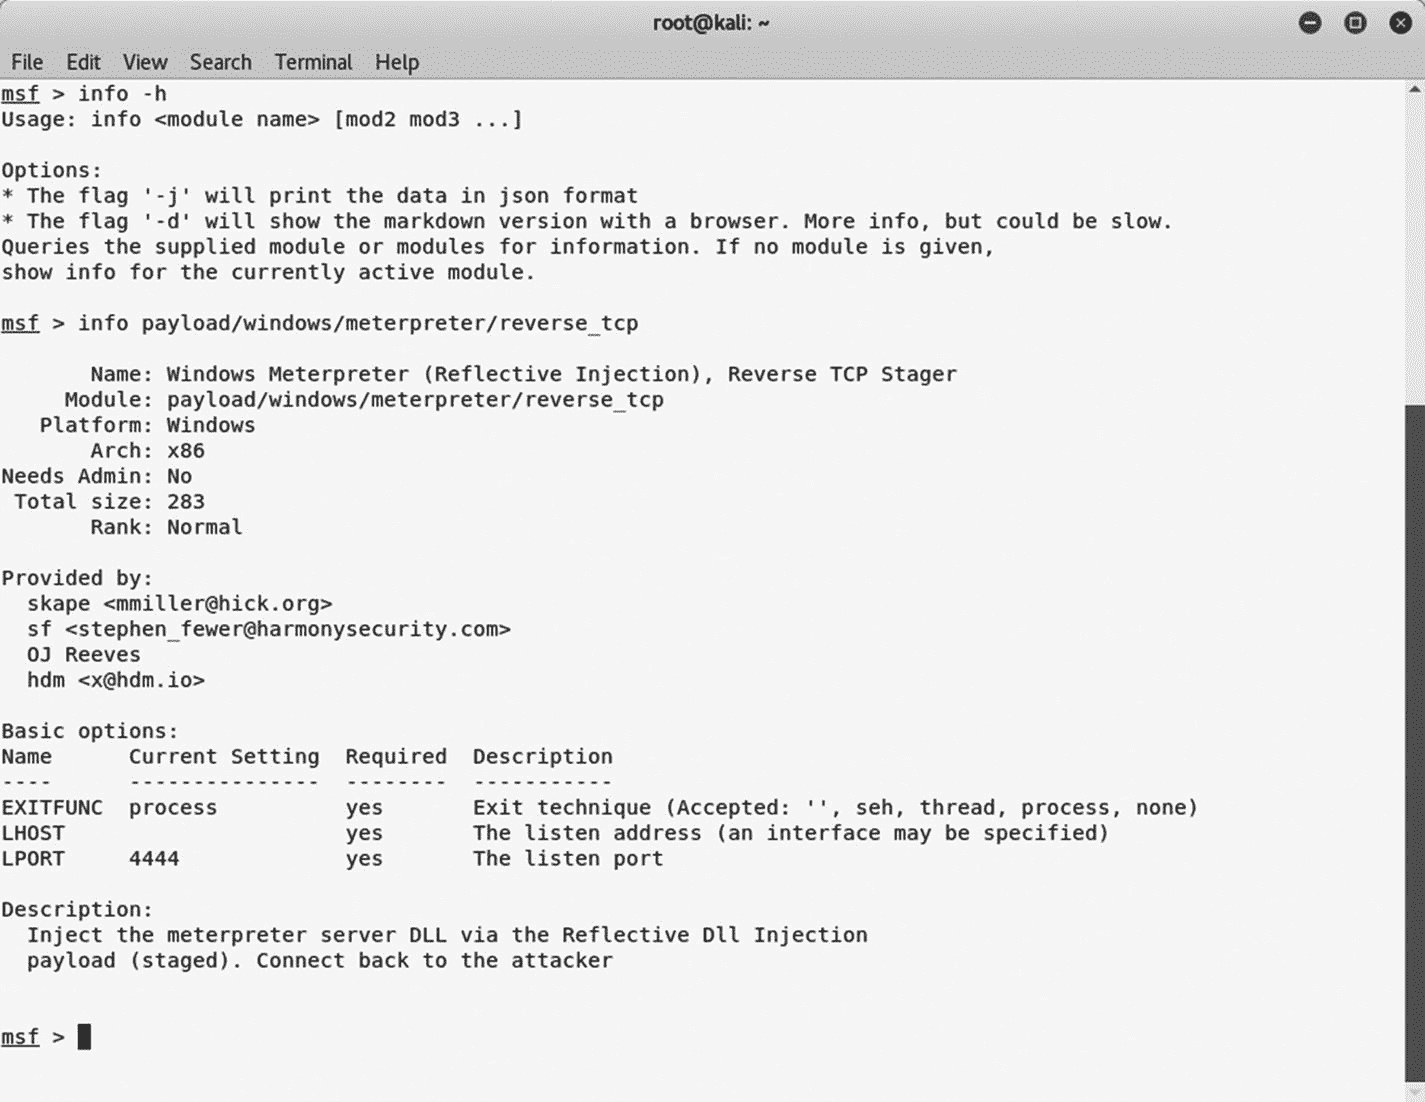 root@kali: ~
File Edit View Search Terminal Help
msf > info -h
Usage: info <module name> [mod2 mod3 ...]

Options:
* The flag '-j' will print the data in json format
* The flag '-d' will show the markdown version with a browser. More info, but could be slow.
Queries the supplied module or modules for information. If no module is given,
show info for the currently active module.

msf > info payload/windows/meterpreter/reverse_tcp

       Name: Windows Meterpreter (Reflective Injection), Reverse TCP Stager
     Module: payload/windows/meterpreter/reverse_tcp
   Platform: Windows
       Arch: x86
Needs Admin: No
 Total size: 283
       Rank: Normal

Provided by:
  skape <mmiller@hick.org>
  sf <stephen_fewer@harmonysecurity.com>
  OJ Reeves
  hdm <x@hdm.io>

Basic options:
Name      Current Setting  Required  Description
----      ---------------  --------  -----------
EXITFUNC  process          yes       Exit technique (Accepted: '', seh, thread, process, none)
LHOST                      yes       The listen address (an interface may be specified)
LPORT     4444             yes       The listen port

Description:
  Inject the meterpreter server DLL via the Reflective Dll Injection
  payload (staged). Connect back to the attacker

msf >